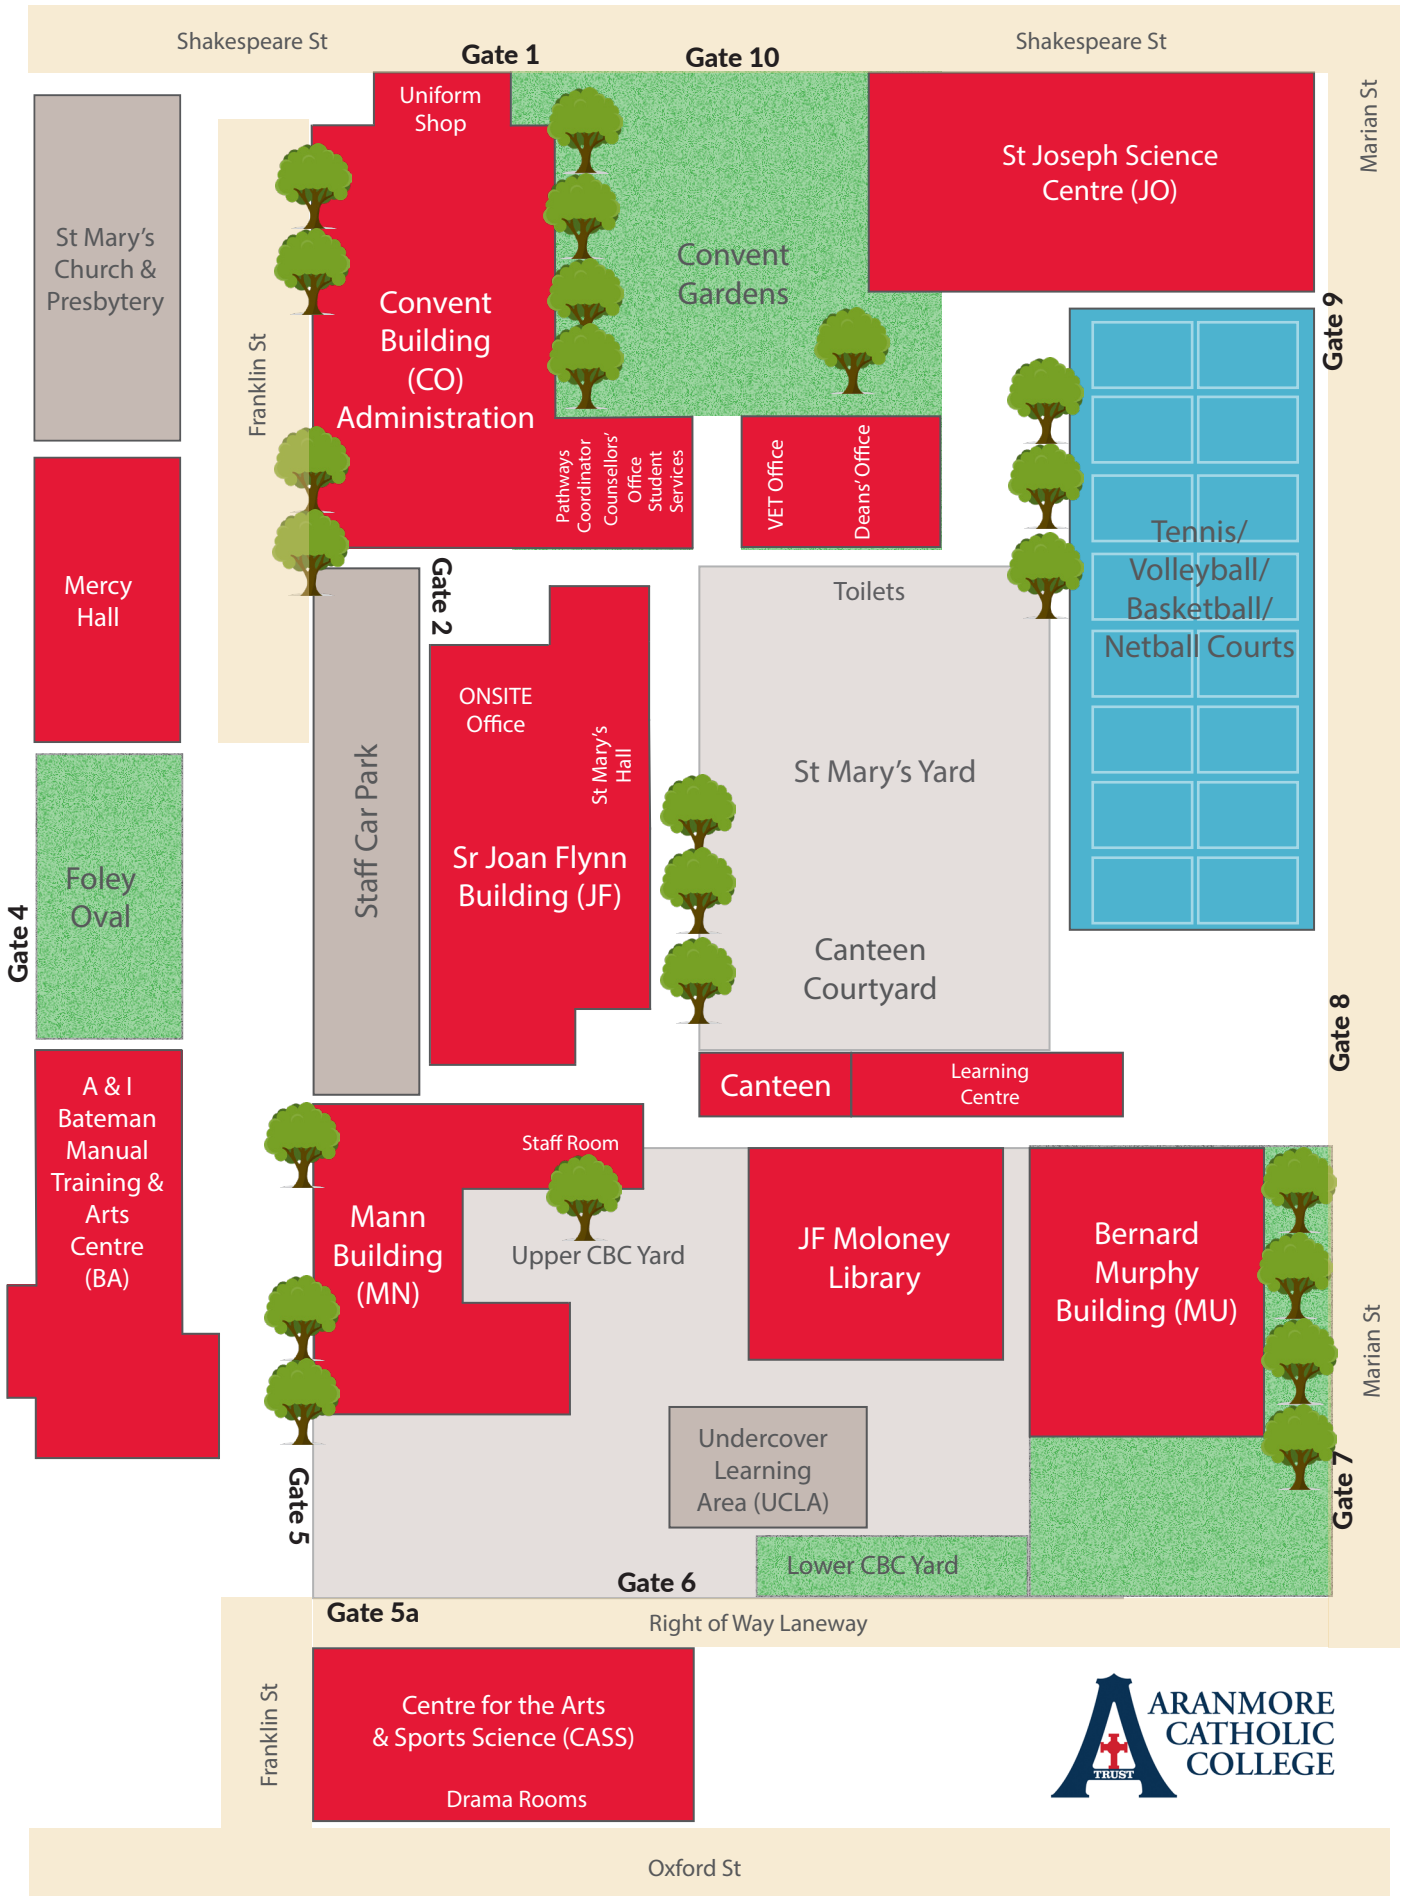 Shakespeare St
Gate 1
Gate 10
Shakespeare St
Marian St
Uniform
Shop
St Joseph Science
Centre (JO)
St Mary’s
Church &
Presbytery
Convent
Gardens
Franklin St
Convent
Building
(CO)
Administration
Gate 9
Pathways
Coordinator
Counsellors’
Office
Student
Services
VET Office
Deans’ Office
Tennis/
Volleyball/
Basketball/
Netball Courts
Mercy
Hall
Gate 2
Toilets
ONSITE
Office
St Mary’s
Hall
Staff Car Park
St Mary’s Yard
Sr Joan Flynn
Building (JF)
Foley
Oval
Gate 4
Canteen
Courtyard
Gate 8
Canteen
Learning
Centre
A & I
Bateman
Manual
Training &
Arts
Centre
(BA)
Staff Room
Mann
Building
(MN)
Upper CBC Yard
JF Moloney
Library
Bernard
Murphy
Building (MU)
Marian St
Undercover
Learning
Area (UCLA)
Gate 5
Gate 7
Lower CBC Yard
Gate 6
Gate 5a
Right of Way Laneway
Franklin St
Centre for the Arts
& Sports Science (CASS)
Drama Rooms
ARANMORE
CATHOLIC
COLLEGE
TRUST
Oxford St